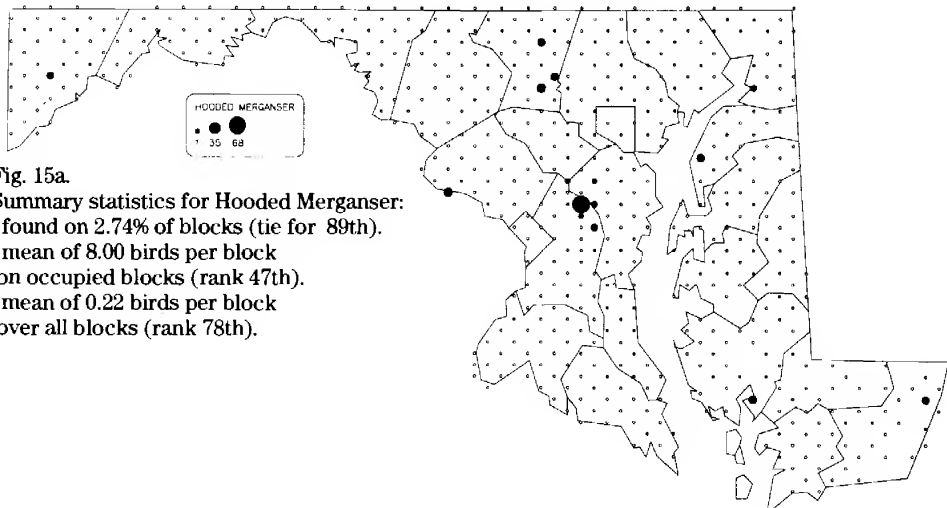 HOODED MERGANSER
1 35 68
Fig. 15a.
Summary statistics for Hooded Merganser:
found on 2.74% of blocks (tie for 89th).
mean of 8.00 birds per block
on occupied blocks (rank 47th).
mean of 0.22 birds per block
over all blocks (rank 78th).